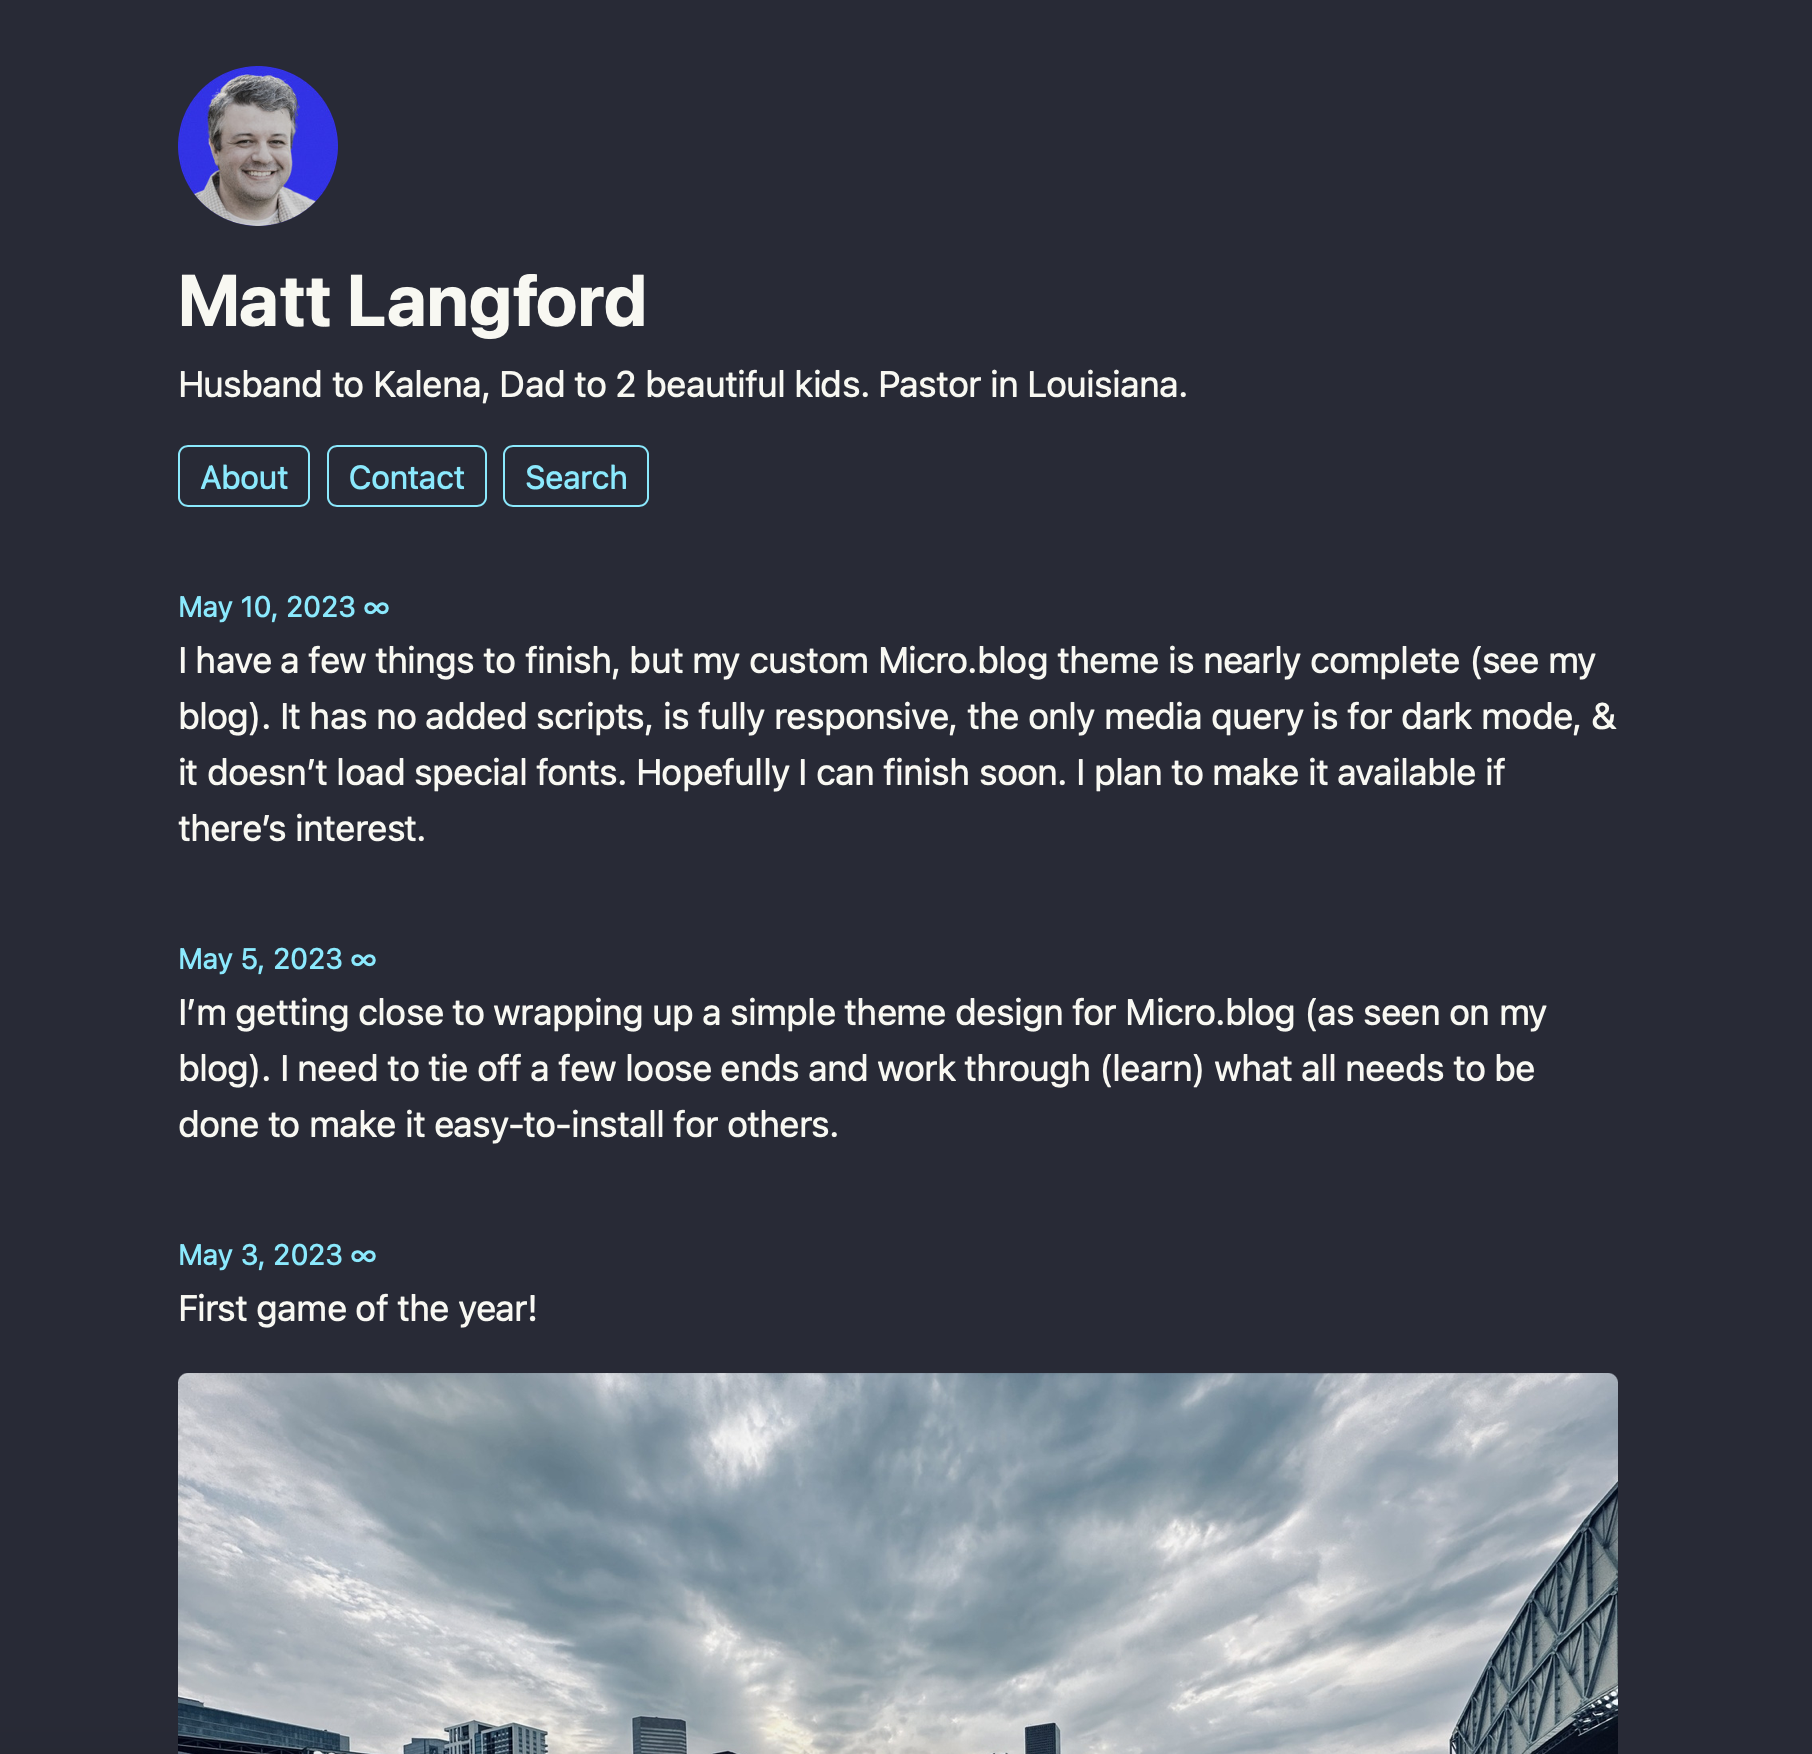 Matt Langford
Husband to Kalena, Dad to 2 beautiful kids. Pastor in Louisiana.
About Contact Search
May 10, 2023 ∞
I have a few things to finish, but my custom Micro.blog theme is nearly complete (see my
blog). It has no added scripts, is fully responsive, the only media query is for dark mode, &
it doesn’t load special fonts. Hopefully I can finish soon. I plan to make it available if
there’s interest.
May 5, 2023 ∞
I’m getting close to wrapping up a simple theme design for Micro.blog (as seen on my
blog). I need to tie off a few loose ends and work through (learn) what all needs to be
done to make it easy-to-install for others.
May 3, 2023 ∞
First game of the year!